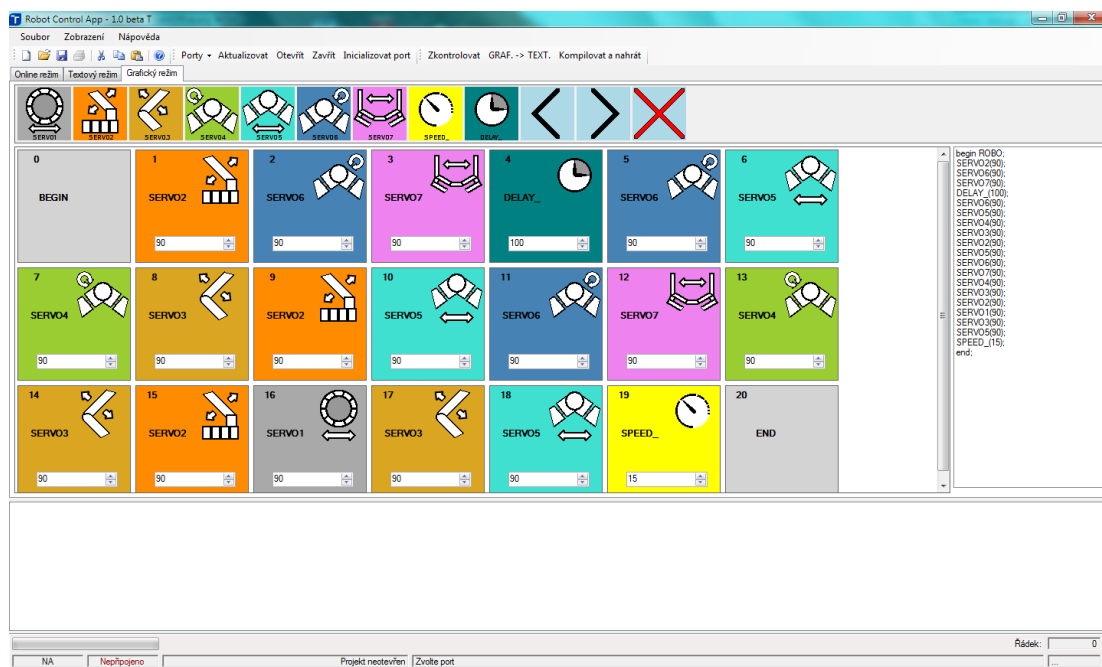 Robot Control App - 1.0 beta T
Soubor Zobrazení Nápověda
Porty Aktualizovat Otevřít Zavřít Inicializovat port Zkontrolovat GRAF. -> TEXT. Kompilovat a nahrát
Online režim Textový režim Grafický režim
SERVO1 SERVO2 SERVO3 SERVO4 SERVO5 SERVO6 SERVO7 SPEED_ DELAY_
0 1 2 3 4 5 6
BEGIN SERVO2 SERVO6 SERVO7 DELAY_ SERVO6 SERVO5
90 90 90 100 90 90
7 8 9 10 11 12 13
SERVO4 SERVO3 SERVO2 SERVO5 SERVO6 SERVO7 SERVO4
90 90 90 90 90 90 90
14 15 16 17 18 19 20
SERVO3 SERVO2 SERVO1 SERVO3 SERVO5 SPEED_ END
90 90 90 90 90 15
begin ROBO;
SERVO2(90);
SERVO6(90);
SERVO7(90);
DELAY_(100);
SERVO6(90);
SERVO5(90);
SERVO4(90);
SERVO3(90);
SERVO2(90);
SERVO5(90);
SERVO6(90);
SERVO7(90);
SERVO4(90);
SERVO3(90);
SERVO2(90);
SERVO1(90);
SERVO3(90);
SERVO5(90);
SPEED_(15);
end;
Řádek: 0
NA Nepřipojeno Projekt neotevřen Zvolte port ...